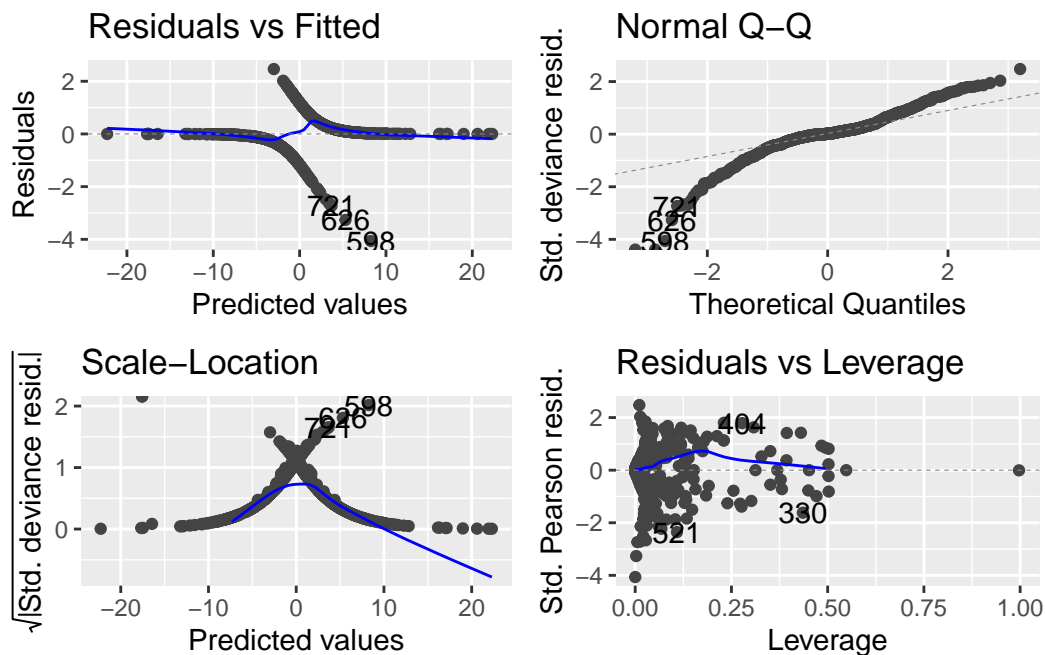 Residuals vs Fitted
Residuals
2
0
−2
−4
721
626
598
−20 −10 0 10 20
Predicted values
Normal Q−Q
Std. deviance resid.
2
0
−2
−4
721
626
598
−2 0 2
Theoretical Quantiles
Scale−Location
√|Std. deviance resid.|
2
1
0
598
626
721
−20 −10 0 10 20
Predicted values
Residuals vs Leverage
Std. Pearson resid.
2
0
−2
−4
404
330
521
0.00 0.25 0.50 0.75 1.00
Leverage